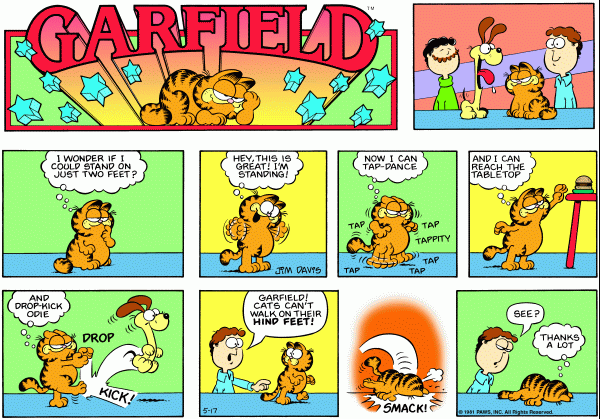 GARFIELD
TM
I WONDER IF I
COULD STAND ON
JUST TWO FEET?
HEY, THIS IS
GREAT! I'M
STANDING!
JIM DAVIS
NOW I CAN
TAP-DANCE
TAP
TAP
TAPPITY
TAP
TAP
TAP
AND I CAN
REACH THE
TABLETOP
AND
DROP-KICK
ODIE
DROP
KICK!
GARFIELD!
CATS CAN'T
WALK ON THEIR
HIND FEET!
5-17
SMACK!
SEE?
THANKS
A LOT
© 1981 PAWS, INC. All Rights Reserved.